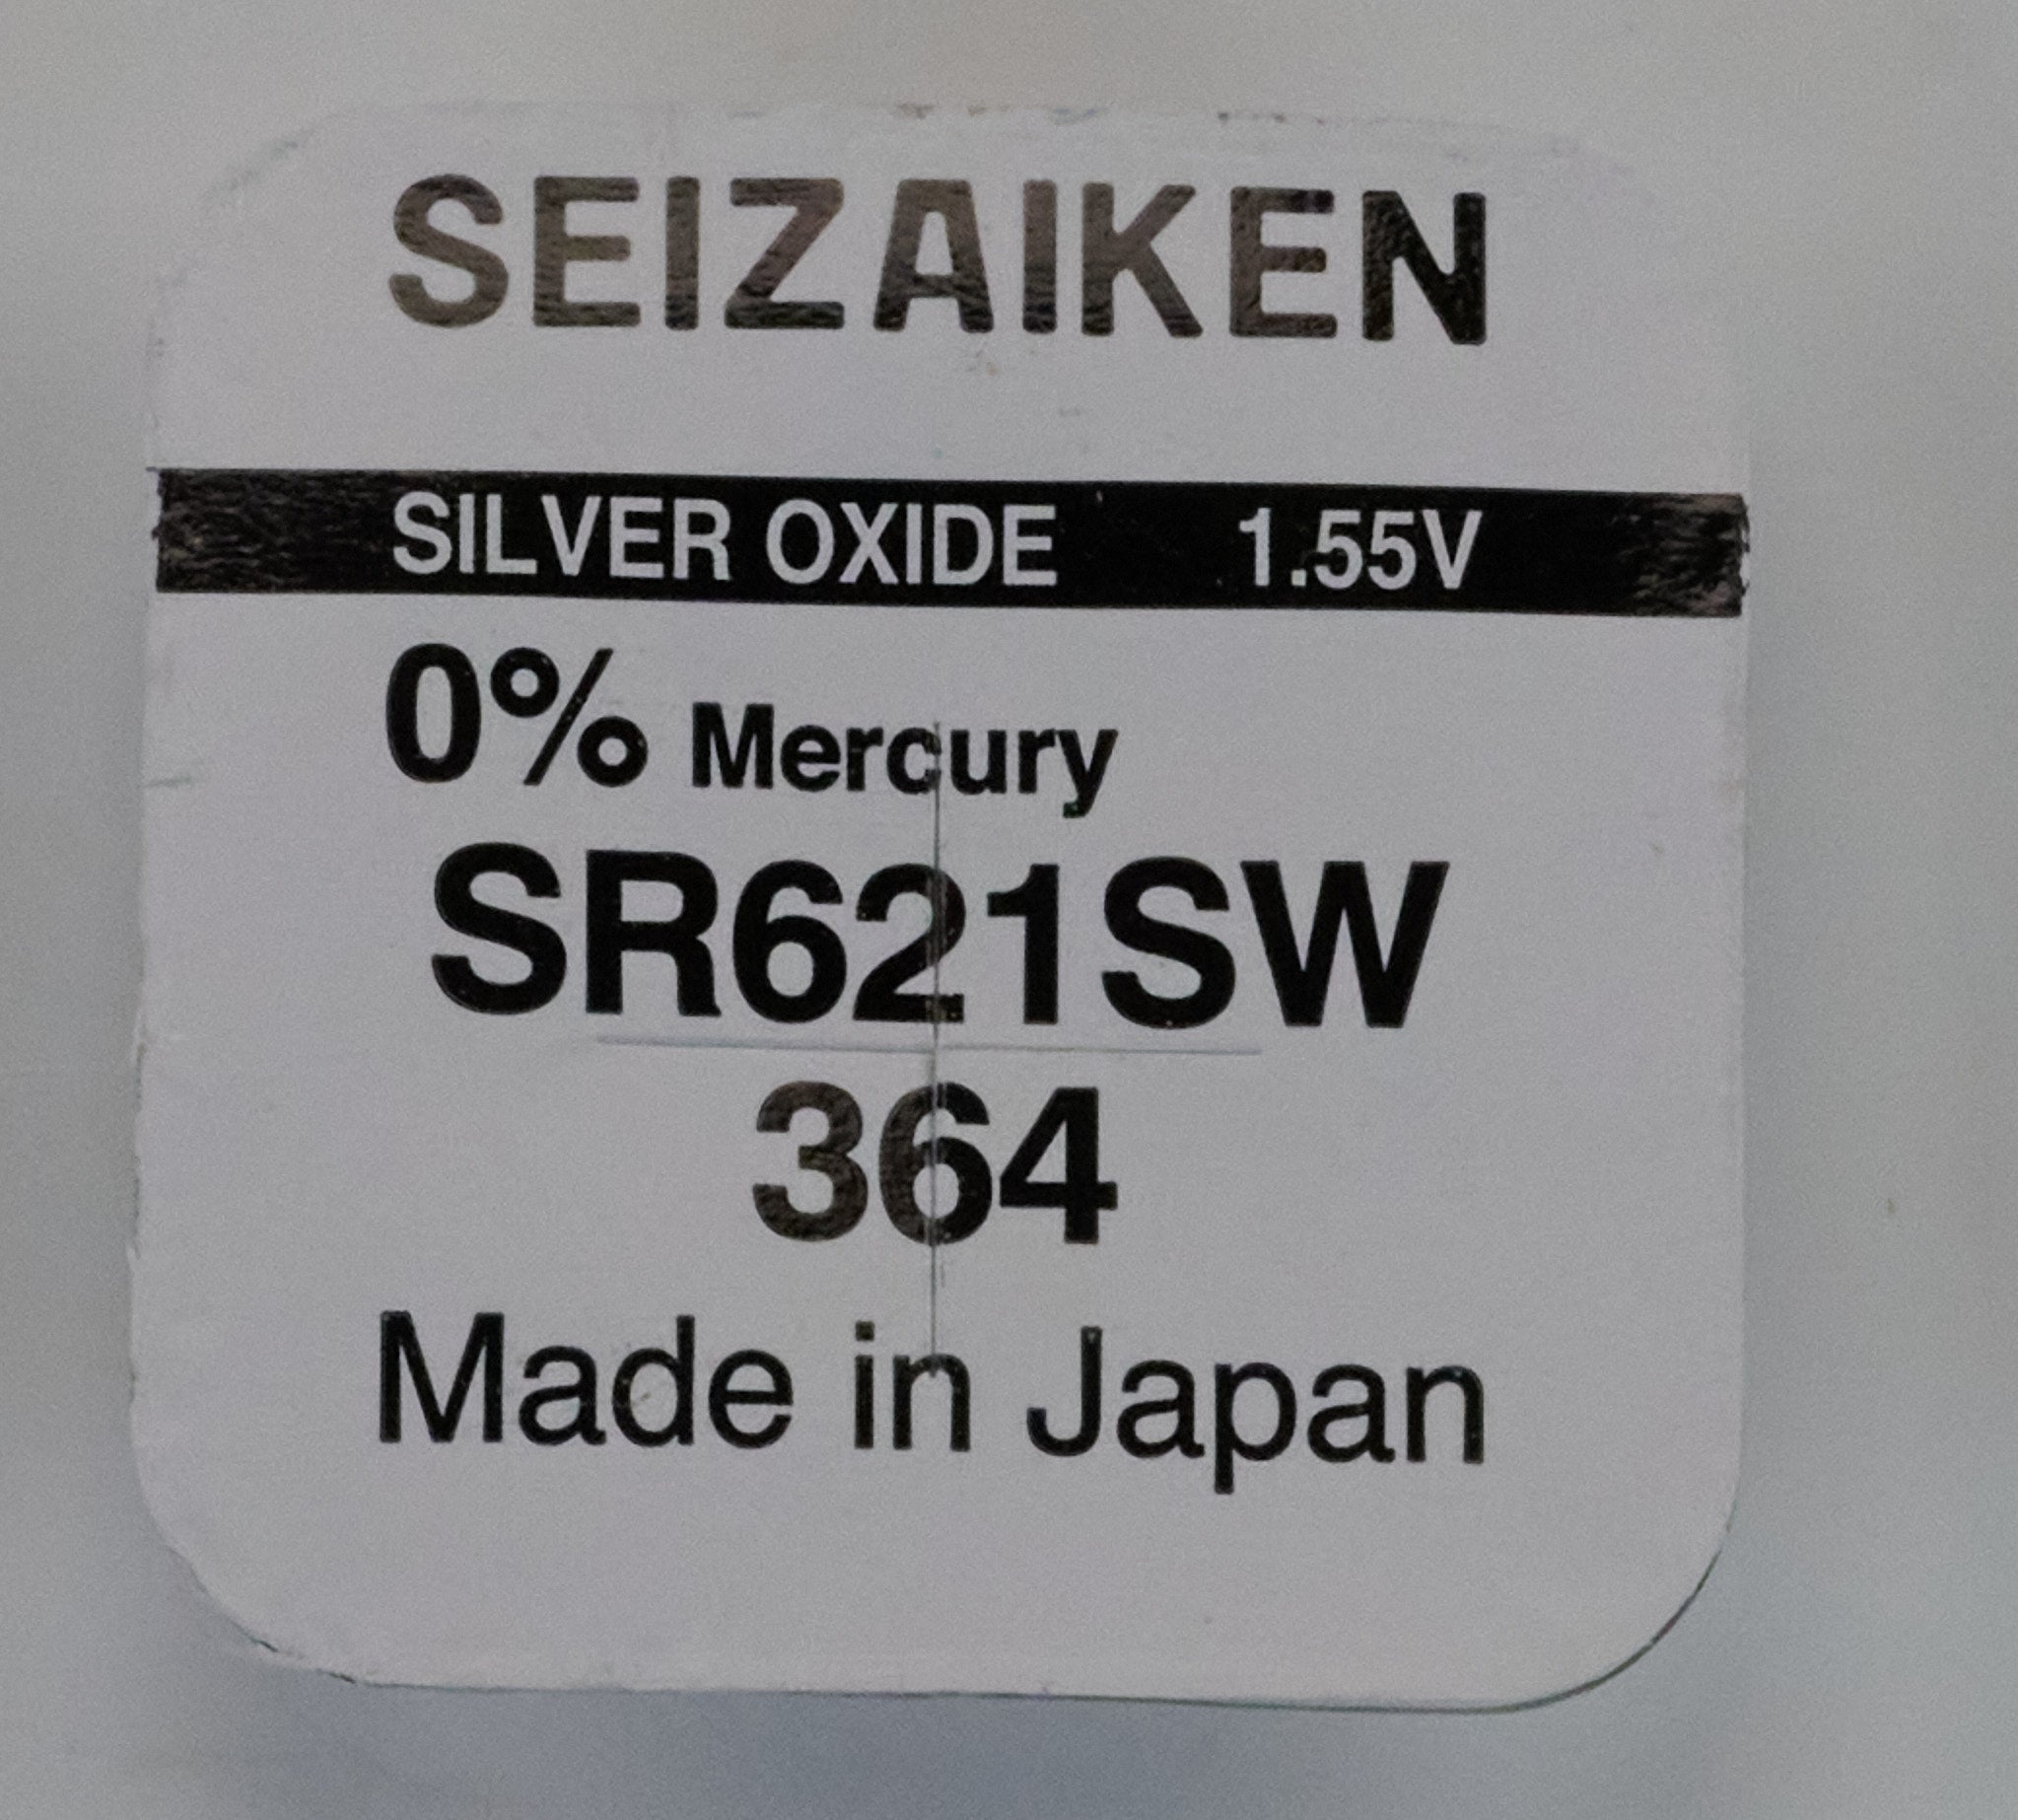 SEIZAIKEN
SILVER OXIDE 1.55V
0% Mercury
SR621SW
364
Made in Japan